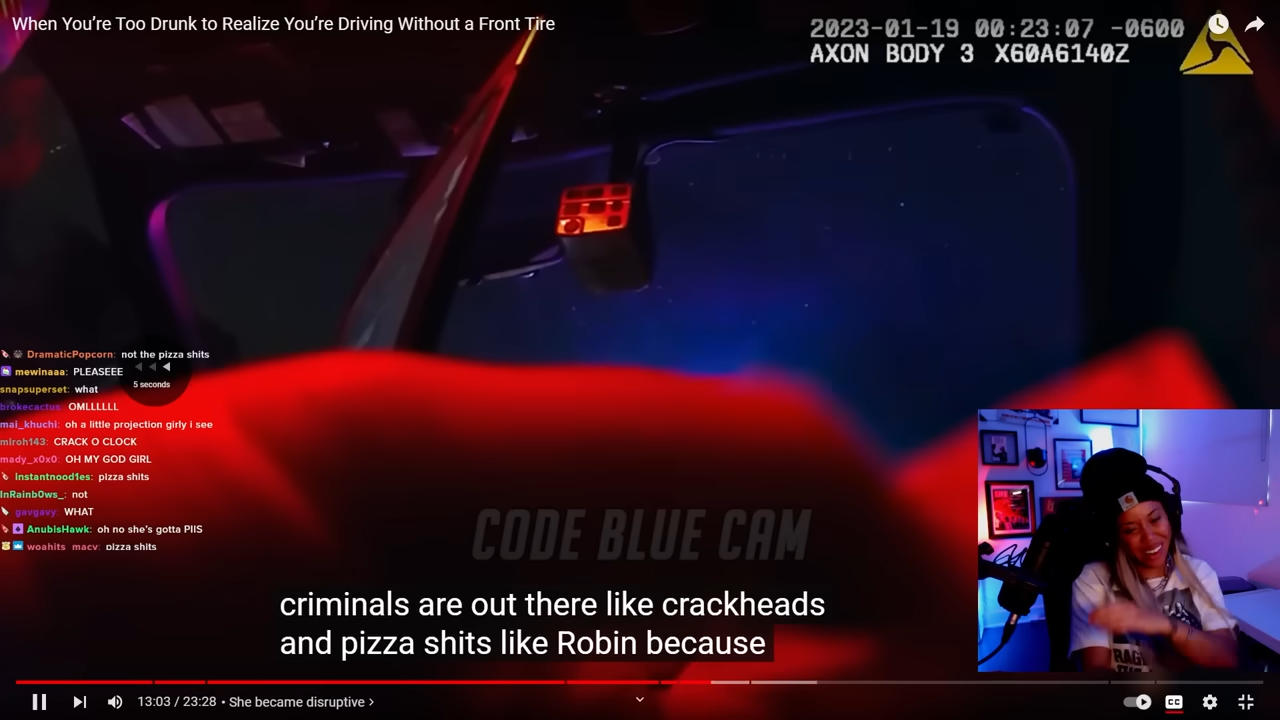 When You're Too Drunk to Realize You're Driving Without a Front Tire
2023-01-19 00:23:07 -0600
AXON BODY 3 X60A6140Z
DramaticPopcorn: not the pizza shits
mewinaaa: PLEASEEE
5 seconds
snapsuperset: what
brokecactus: OMLLLLLL
mai_khuchi: oh a little projection girly i see
miroh143: CRACK O CLOCK
mady_x0x0: OH MY GOD GIRL
Instantnood1es: pizza shits
InRainb0ws_: not
gavgavy: WHAT
AnubisHawk: oh no she's gotta PIIS
woahits_macy: pizza shits
CODE BLUE CAM
criminals are out there like crackheads
and pizza shits like Robin because
13:03 / 23:28 • She became disruptive >
CC